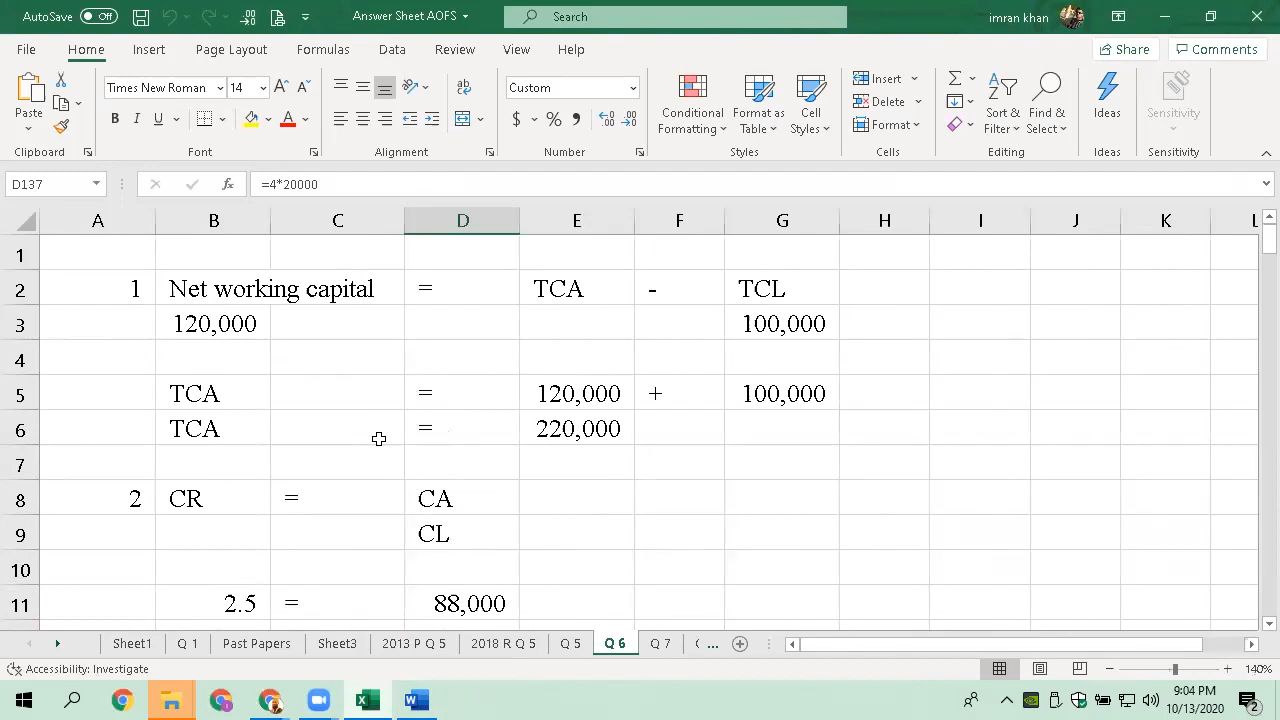 AutoSave Off Answer Sheet AOFS Search imran khan
File Home Insert Page Layout Formulas Data Review View Help Share Comments
Times New Roman 14 Custom Insert
Paste Conditional Formatting Format as Table Cell Styles Delete Sort & Filter Find & Select Ideas Sensitivity
Format
Clipboard Font Alignment Number Styles Cells Editing Ideas Sensitivity
D137 fx =4*20000
A B C D E F G H I J K L
1
2 1 Net working capital = TCA - TCL
3 120,000 100,000
4
5 TCA = 120,000 + 100,000
6 TCA = 220,000
7
8 2 CR = CA
9 CL
10
11 2.5 = 88,000
Sheet1 Q 1 Past Papers Sheet3 2013 P Q 5 2018 R Q 5 Q 5 Q 6 Q 7 ...
Accessibility: Investigate 140%
9:04 PM
10/13/2020 2